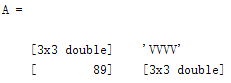 A =
[3x3 double]    'VVVV'
[        89]    [3x3 double]